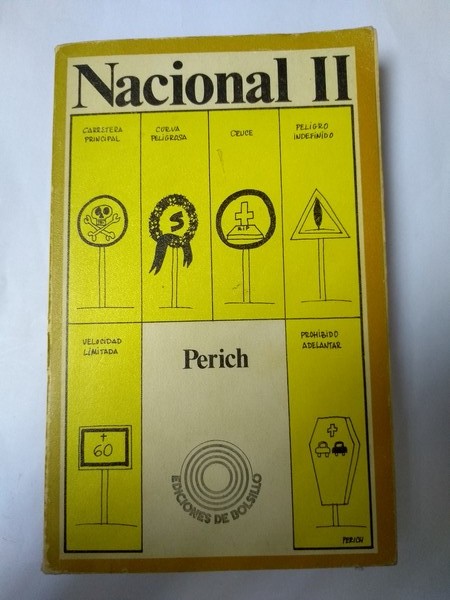 Nacional II
CARRETERA
PRINCIPAL
CURVA
PELIGROSA
CRUCE
PELIGRO
INDEFINIDO
S
R.I.P
VELOCIDAD
LIMITADA
60
Perich
EDICIONES DE BOLSILLO
PROHIBIDO
ADELANTAR
PERICH